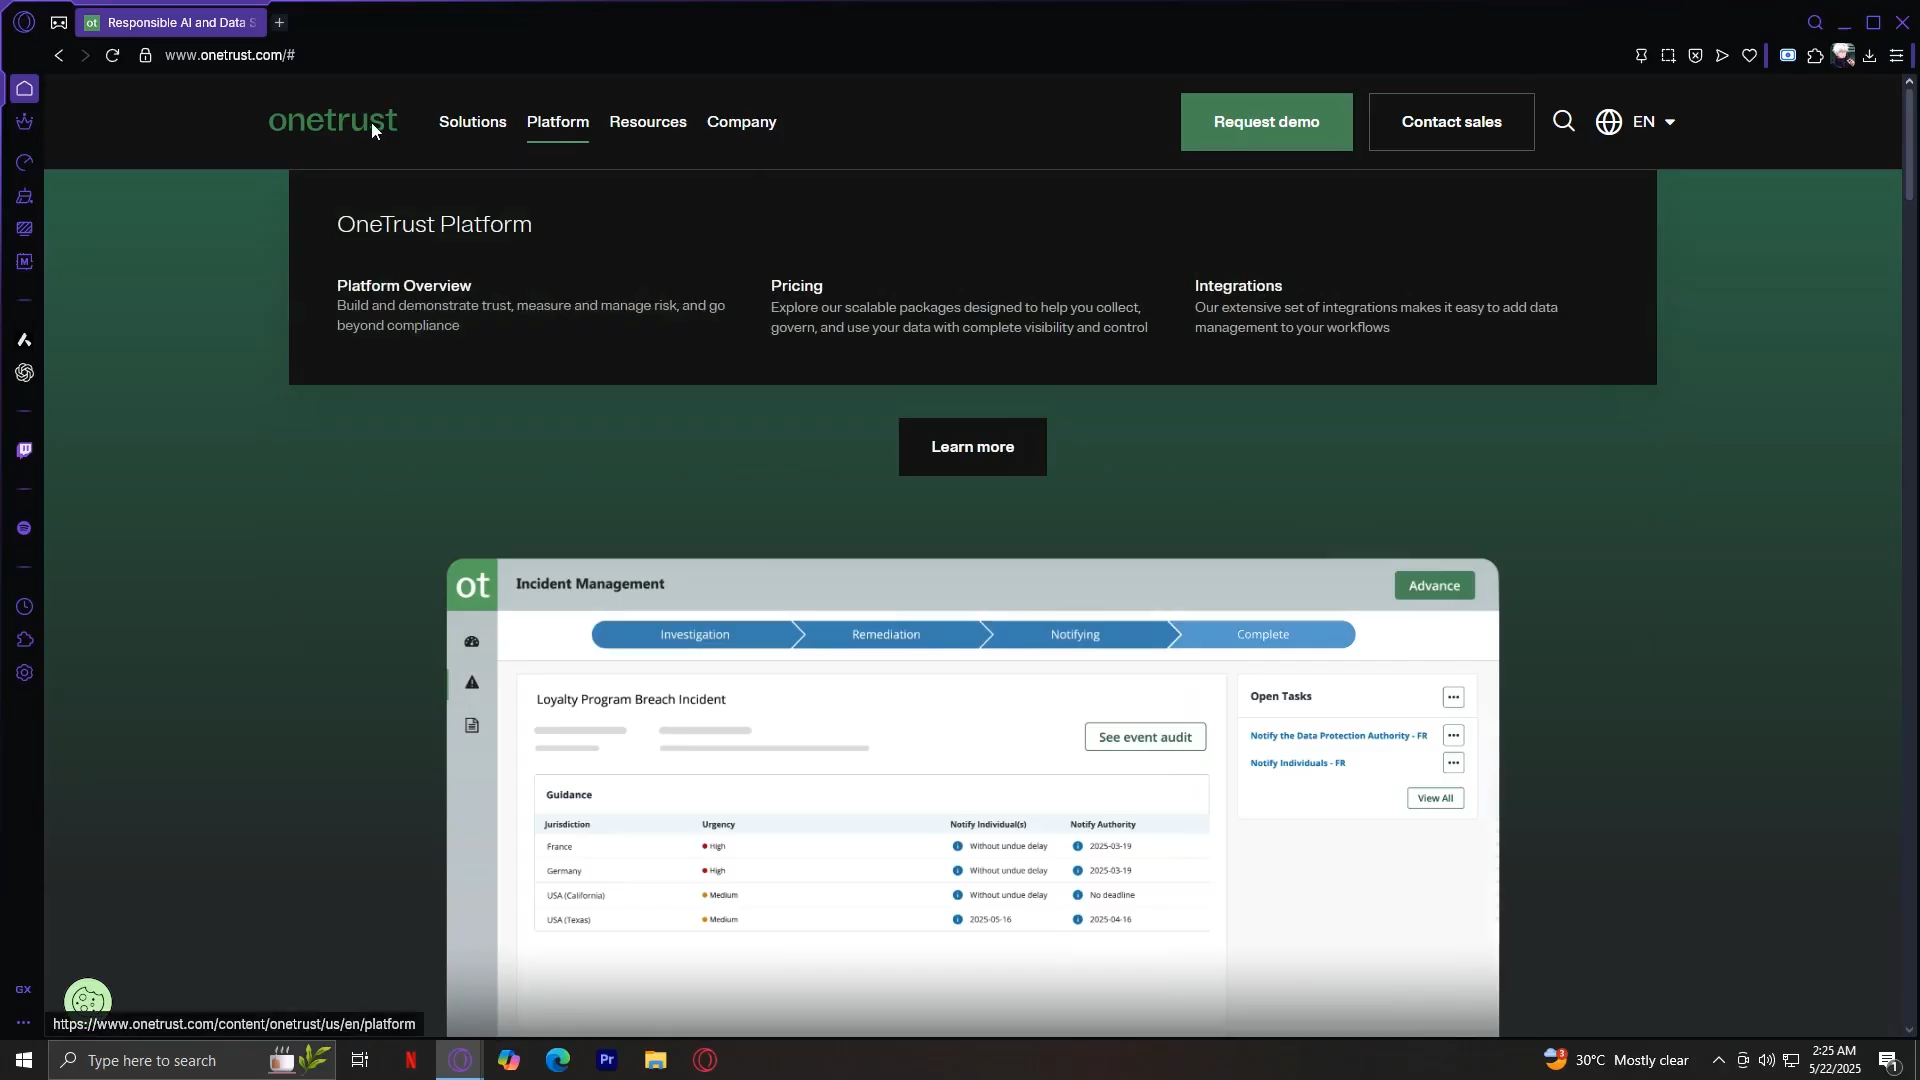 ot Responsible AI and Data S
www.onetrust.com/#
onetrust
Solutions
Platform
Resources
Company
Request demo
Contact sales
EN
OneTrust Platform
Platform Overview
Build and demonstrate trust, measure and manage risk, and go
beyond compliance
Pricing
Explore our scalable packages designed to help you collect,
govern, and use your data with complete visibility and control
Integrations
Our extensive set of integrations makes it easy to add data
management to your workflows
Learn more
ot
Incident Management
Advance
Investigation
Remediation
Notifying
Complete
Loyalty Program Breach Incident
See event audit
Open Tasks
Notify the Data Protection Authority - FR
Notify Individuals - FR
View All
Guidance
Jurisdiction Urgency Notify Individual(s) Notify Authority
France High Without undue delay 2025-03-19
Germany High Without undue delay 2025-03-19
USA (California) Medium Without undue delay No deadline
USA (Texas) Medium 2025-05-16 2025-04-16
M
GX
https://www.onetrust.com/content/onetrust/us/en/platform
Type here to search
N
Pr
3
30°C Mostly clear
2:25 AM
5/22/2025
1